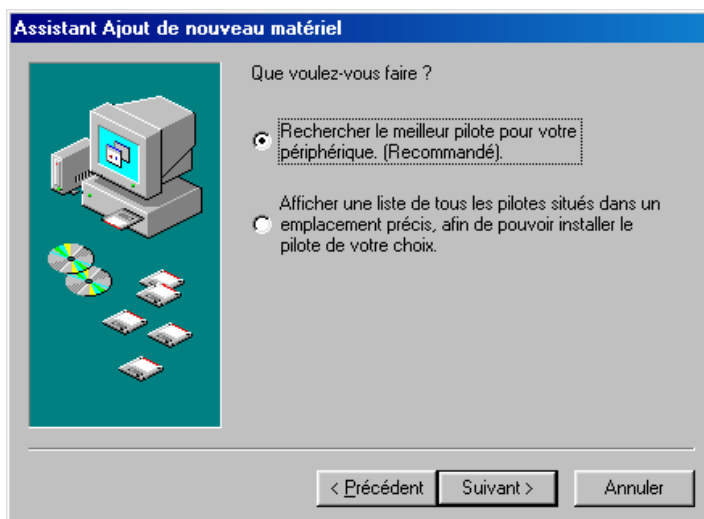 Assistant Ajout de nouveau matériel
Que voulez-vous faire ?
Rechercher le meilleur pilote pour votre
périphérique. (Recommandé).
Afficher une liste de tous les pilotes situés dans un
emplacement précis, afin de pouvoir installer le
pilote de votre choix.
< Précédent
Suivant >
Annuler